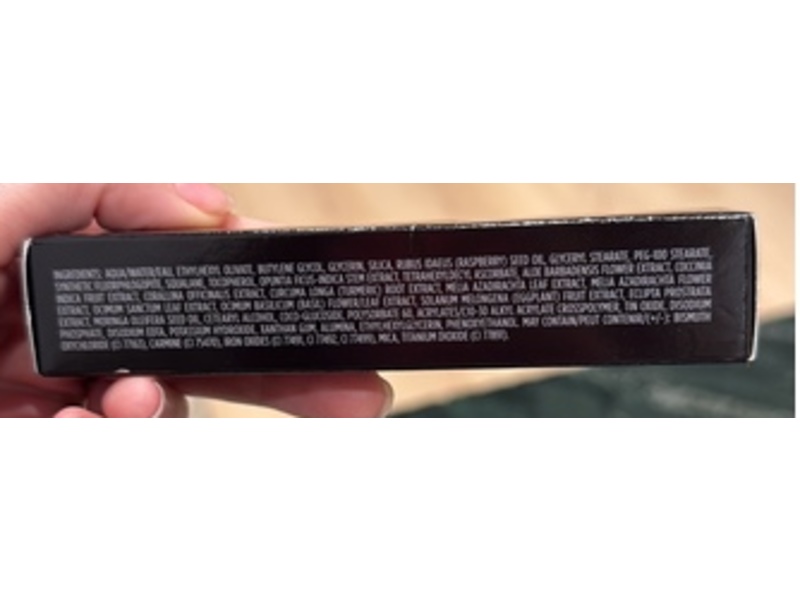 INGREDIENTS: AQUA/WATER/EAU, ETHYLHEXYL OLIVATE, BUTYLENE GLYCOL, GLYCERIN, SILICA, RUBUS IDAEUS (RASPBERRY) SEED OIL, GLYCERYL STEARATE, PEG-100 STEARATE,
SYNTHETIC FLUORPHLOGOPITE, SQUALANE, TOCOPHEROL, OPUNTIA FICUS-INDICA STEM EXTRACT, TETRAHEXYLDECYL ASCORBATE, ALOE BARBADENSIS FLOWER EXTRACT, COCCINIA
INDICA FRUIT EXTRACT, CORALLINA OFFICINALIS EXTRACT, CURCUMA LONGA (TURMERIC) ROOT EXTRACT, MELIA AZADIRACHTA LEAF EXTRACT, MELIA AZADIRACHTA FLOWER
EXTRACT, OCIMUM SANCTUM LEAF EXTRACT, OCIMUM BASILICUM (BASIL) FLOWER/LEAF EXTRACT, SOLANUM MELONGENA (EGGPLANT) FRUIT EXTRACT, ECLIPTA PROSTRATA
EXTRACT, MORINGA OLEIFERA SEED OIL, CETEARYL ALCOHOL, COCO-GLUCOSIDE, POLYSORBATE 60, ACRYLATES/C10-30 ALKYL ACRYLATE CROSSPOLYMER, TIN OXIDE, DISODIUM
PHOSPHATE, DISODIUM EDTA, POTASSIUM HYDROXIDE, XANTHAN GUM, ALUMINA, ETHYLHEXYLGLYCERIN, PHENOXYETHANOL. MAY CONTAIN/PEUT CONTENIR/(+/-): BISMUTH
OXYCHLORIDE (CI 77163), CARMINE (CI 75470), IRON OXIDES (CI 77491, CI 77492, CI 77499), MICA, TITANIUM DIOXIDE (CI 77891).